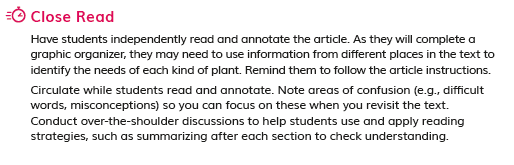 Close Read
Have students independently read and annotate the article. As they will complete a
graphic organizer, they may need to use information from different places in the text to
identify the needs of each kind of plant. Remind them to follow the article instructions.
Circulate while students read and annotate. Note areas of confusion (e.g., difficult
words, misconceptions) so you can focus on these when you revisit the text.
Conduct over-the-shoulder discussions to help students use and apply reading
strategies, such as summarizing after each section to check understanding.